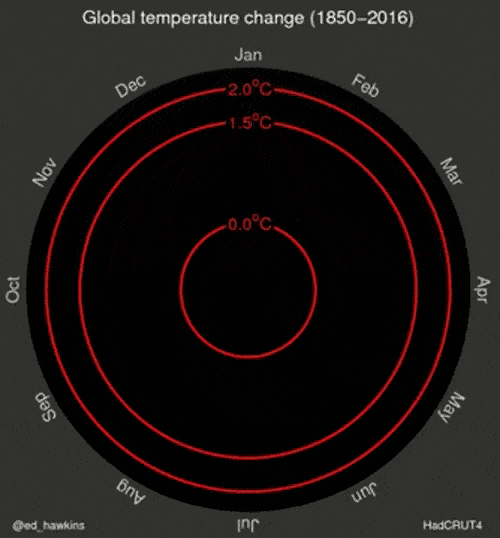 Global temperature change (1850−2016)
Jan
Feb
Mar
Apr
May
Jun
Jul
Aug
Sep
Oct
Nov
Dec
2.0°C
1.5°C
0.0°C
@ed_hawkins
HadCRUT4